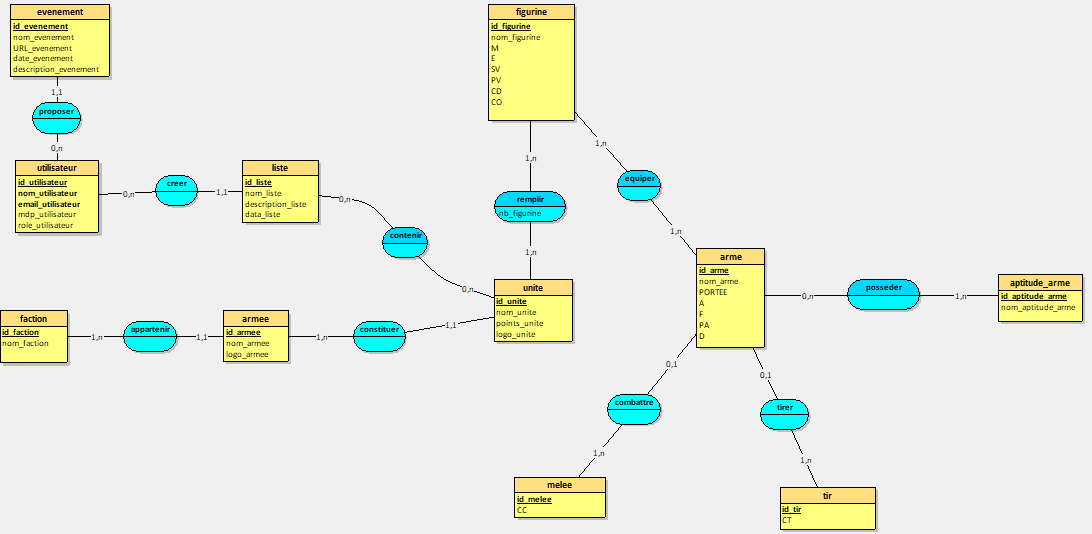 evenement
id_evenement
nom_evenement
URL_evenement
date_evenement
description_evenement
1,1
proposer
0,n
utilisateur
id_utilisateur
nom_utilisateur
email_utilisateur
mdp_utilisateur
role_utilisateur
0,n
creer
1,1
liste
id_liste
nom_liste
description_liste
data_liste
0,n
contenir
0,n
figurine
id_figurine
nom_figurine
M
E
SV
PV
CD
CO
1,n
remplir
nb_figurine
1,n
1,n
equiper
1,n
unite
id_unite
nom_unite
points_unite
logo_unite
faction
id_faction
nom_faction
1,n
appartenir
1,1
armee
id_armee
nom_armee
logo_armee
1,n
constituer
1,1
arme
id_arme
nom_arme
PORTEE
A
F
PA
D
0,n
posseder
1,n
aptitude_arme
id_aptitude_arme
nom_aptitude_arme
0,1
combattre
1,n
melee
id_melee
CC
0,1
tirer
1,n
tir
id_tir
CT